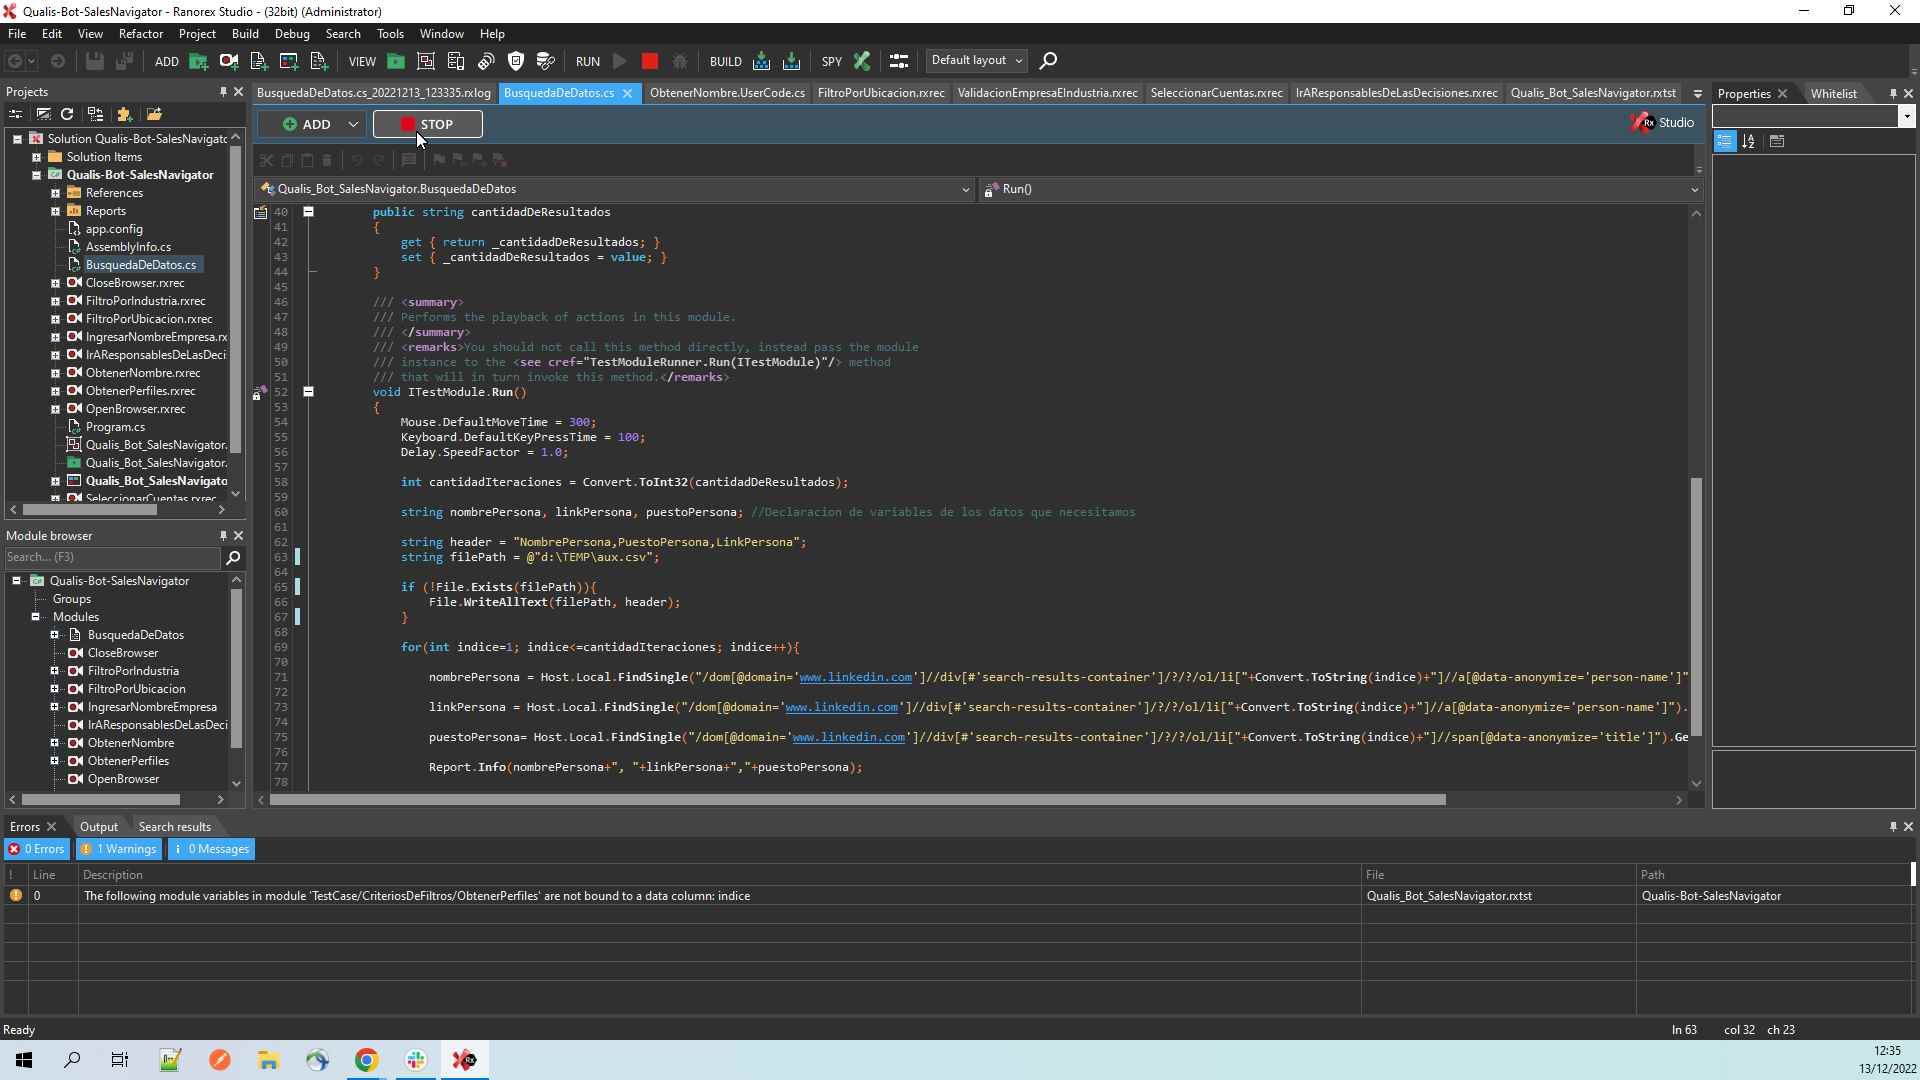 Qualis-Bot-SalesNavigator - Ranorex Studio - (32bit) (Administrator)
File Edit View Refactor Project Build Debug Search Tools Window Help
ADD VIEW RUN BUILD SPY Default layout
Projects
BusquedaDeDatos.cs_20221213_123335.rxlog BusquedaDeDatos.cs ObtenerNombre.UserCode.cs FiltroPorUbicacion.rxrec ValidacionEmpresaEIndustria.rxrec SeleccionarCuentas.rxrec IrAResponsablesDeLasDecisiones.rxrec Qualis_Bot_SalesNavigator.rxtst
Properties Whitelist
ADD STOP
Rx Studio
Solution Qualis-Bot-SalesNavigato
Solution Items
Qualis-Bot-SalesNavigator
References
Reports
app.config
AssemblyInfo.cs
BusquedaDeDatos.cs
CloseBrowser.rxrec
FiltroPorIndustria.rxrec
FiltroPorUbicacion.rxrec
IngresarNombreEmpresa.rx
IrAResponsablesDeLasDeci
ObtenerNombre.rxrec
ObtenerPerfiles.rxrec
OpenBrowser.rxrec
Program.cs
Qualis_Bot_SalesNavigator.
Qualis_Bot_SalesNavigator.
Qualis_Bot_SalesNavigato
SeleccionarCuentas.rxrec
Module browser
Search... (F3)
Qualis-Bot-SalesNavigator
Groups
Modules
BusquedaDeDatos
CloseBrowser
FiltroPorIndustria
FiltroPorUbicacion
IngresarNombreEmpresa
IrAResponsablesDeLasDeci
ObtenerNombre
ObtenerPerfiles
OpenBrowser
Qualis_Bot_SalesNavigator.BusquedaDeDatos Run()
40 public string cantidadDeResultados
41 {
42 get { return _cantidadDeResultados; }
43 set { _cantidadDeResultados = value; }
44 }
45
46 /// <summary>
47 /// Performs the playback of actions in this module.
48 /// </summary>
49 /// <remarks>You should not call this method directly, instead pass the module
50 /// instance to the <see cref="TestModuleRunner.Run(ITestModule)"/> method
51 /// that will in turn invoke this method.</remarks>
52 void ITestModule.Run()
53 {
54 Mouse.DefaultMoveTime = 300;
55 Keyboard.DefaultKeyPressTime = 100;
56 Delay.SpeedFactor = 1.0;
57
58 int cantidadIteraciones = Convert.ToInt32(cantidadDeResultados);
59
60 string nombrePersona, linkPersona, puestoPersona; //Declaracion de variables de los datos que necesitamos
61
62 string header = "NombrePersona,PuestoPersona,LinkPersona";
63 string filePath = @"d:\TEMP\aux.csv";
64
65 if (!File.Exists(filePath)){
66 File.WriteAllText(filePath, header);
67 }
68
69 for(int indice=1; indice<=cantidadIteraciones; indice++){
70
71 nombrePersona = Host.Local.FindSingle("/dom[@domain='www.linkedin.com']//div[#'search-results-container']/?/?/ol/li["+Convert.ToString(indice)+"]//a[@data-anonymize='person-name']"
72
73 linkPersona = Host.Local.FindSingle("/dom[@domain='www.linkedin.com']//div[#'search-results-container']/?/?/ol/li["+Convert.ToString(indice)+"]//a[@data-anonymize='person-name']").
74
75 puestoPersona= Host.Local.FindSingle("/dom[@domain='www.linkedin.com']//div[#'search-results-container']/?/?/ol/li["+Convert.ToString(indice)+"]//span[@data-anonymize='title']").Ge
76
77 Report.Info(nombrePersona+", "+linkPersona+","+puestoPersona);
78
Errors Output Search results
0 Errors 1 Warnings 0 Messages
! Line Description File Path
0 The following module variables in module 'TestCase/CriteriosDeFiltros/ObtenerPerfiles' are not bound to a data column: indice Qualis_Bot_SalesNavigator.rxtst Qualis-Bot-SalesNavigator
Ready ln 63 col 32 ch 23
12:35
13/12/2022